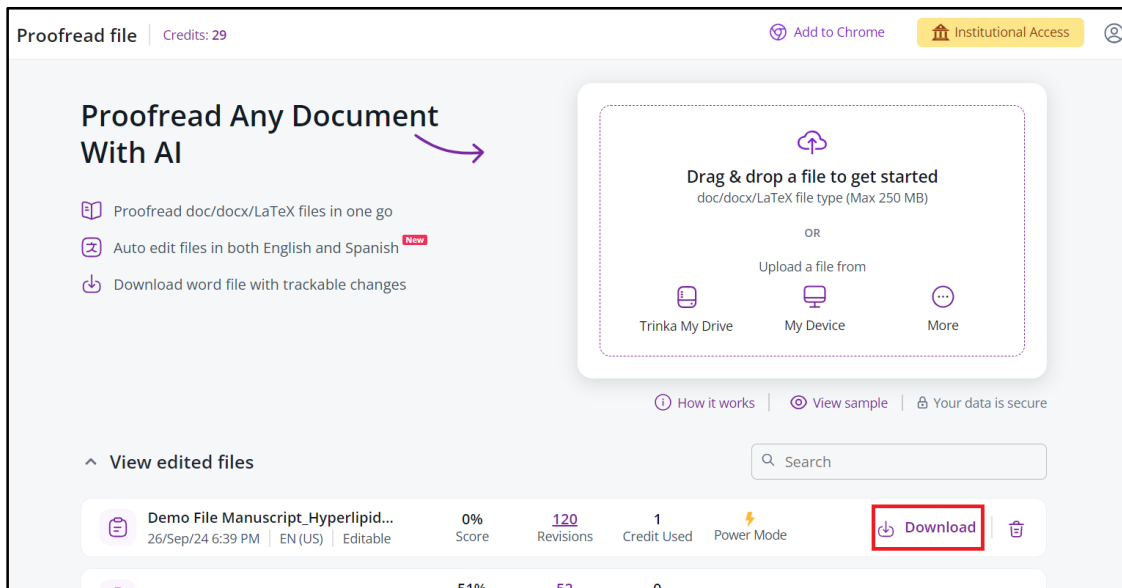 Proofread file
Credits: 29
Add to Chrome
Institutional Access
Proofread Any Document
With AI
Proofread doc/docx/LaTeX files in one go
Auto edit files in both English and Spanish New
Download word file with trackable changes
Drag & drop a file to get started
doc/docx/LaTeX file type (Max 250 MB)
OR
Upload a file from
Trinka My Drive
My Device
More
How it works
View sample
Your data is secure
View edited files
Search
Demo File Manuscript_Hyperlipid...
26/Sep/24 6:39 PM
EN (US)
Editable
0%
Score
120
Revisions
1
Credit Used
Power Mode
Download
51%
52